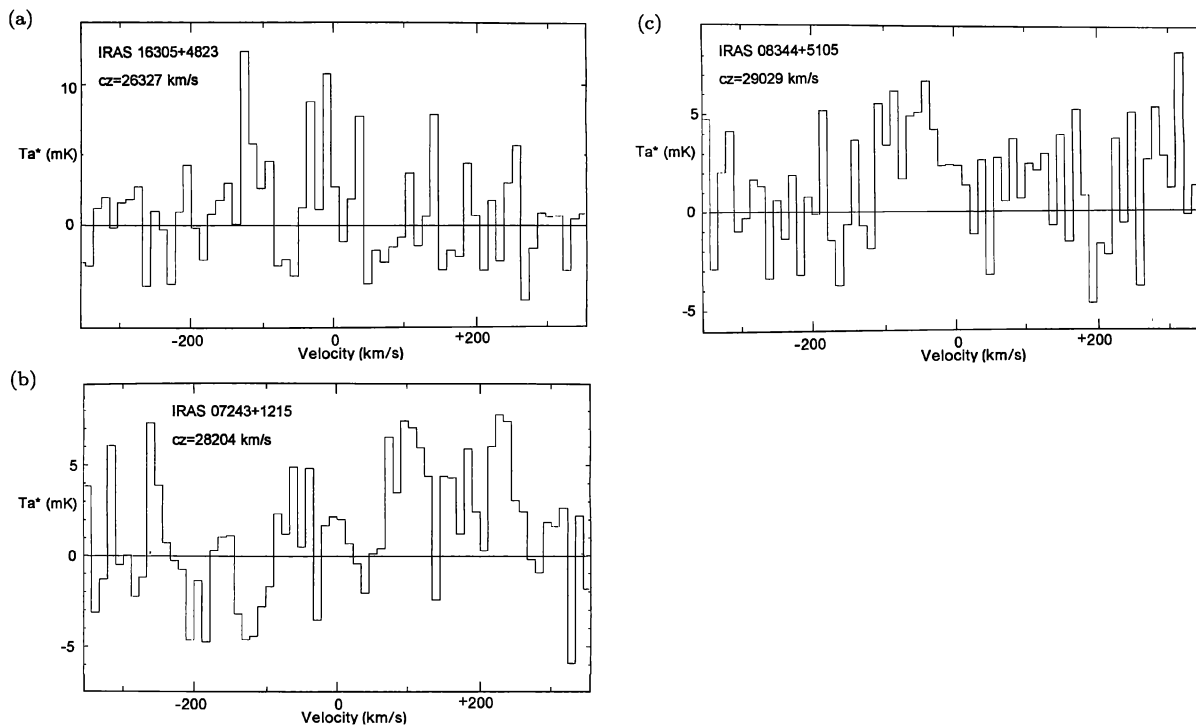 (a)
IRAS 16305+4823
cz=26327 km/s
10
Ta* (mK)
0
-200 0 +200
Velocity (km/s)
(b)
IRAS 07243+1215
cz=28204 km/s
5
Ta* (mK)
0
-5
-200 0 +200
Velocity (km/s)
(c)
IRAS 08344+5105
cz=29029 km/s
5
Ta* (mK)
0
-5
-200 0 +200
Velocity (km/s)